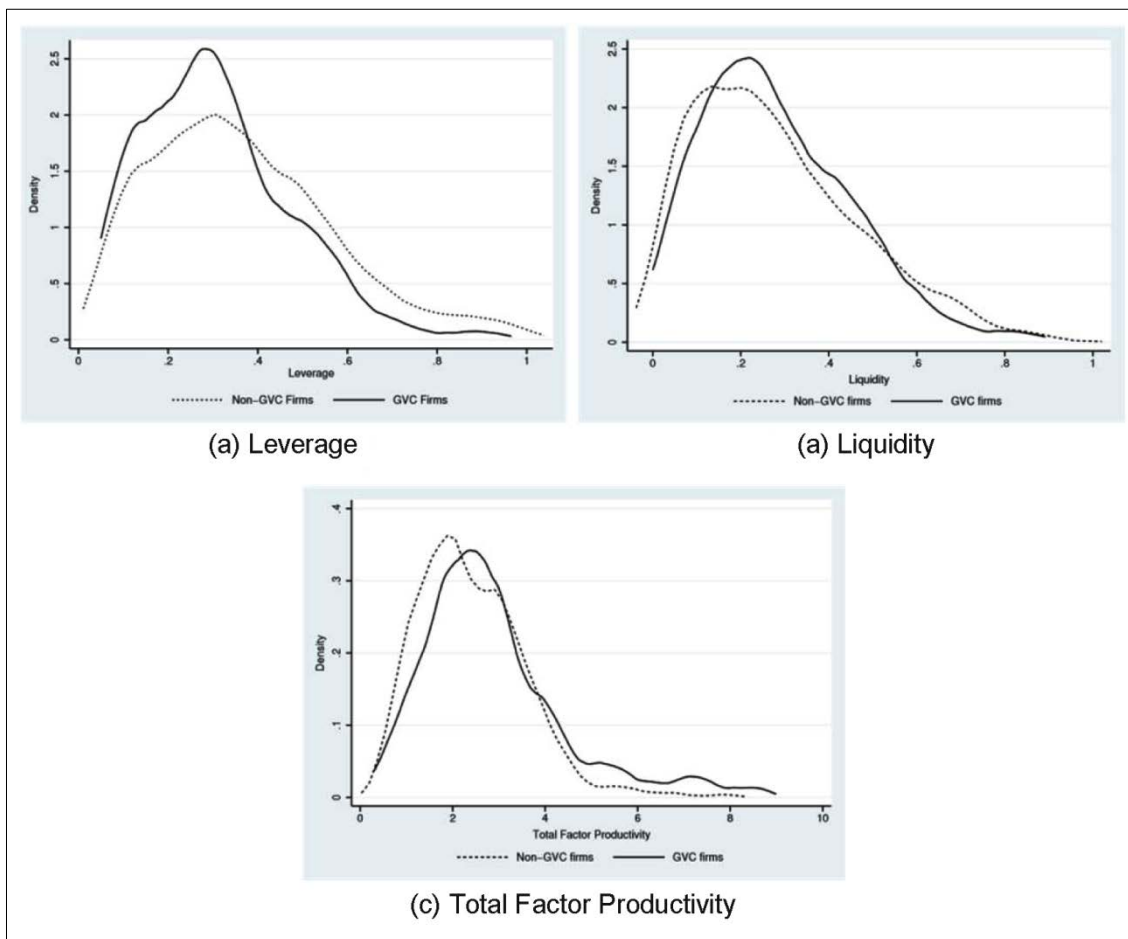 2.5
2
1.5
1
.5
0
Density
0 .2 .4 .6 .8 1
Leverage
Non-GVC Firms GVC Firms
(a) Leverage
2.5
2
1.5
1
.5
0
Density
0 .2 .4 .6 .8 1
Liquidity
Non-GVC firms GVC firms
(a) Liquidity
.4
.3
.2
.1
0
Density
0 2 4 6 8 10
Total Factor Productivity
Non-GVC firms GVC firms
(c) Total Factor Productivity